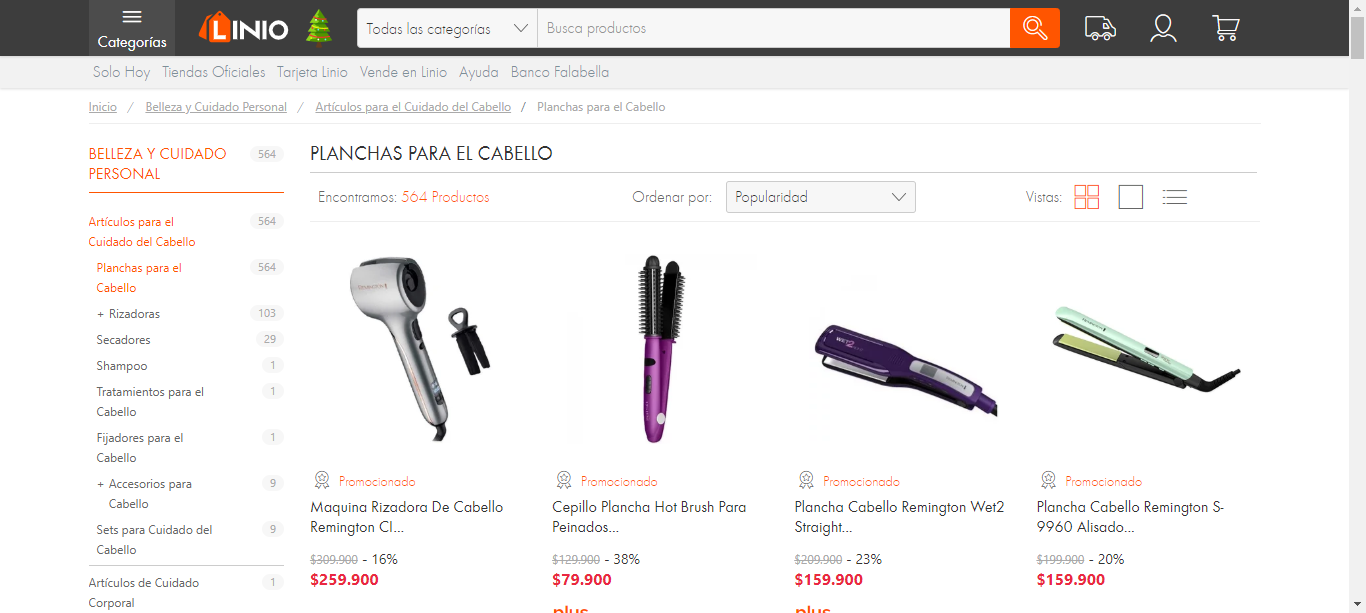 Categorías
LINIO
Todas las categorías
Busca productos
Solo Hoy Tiendas Oficiales Tarjeta Linio Vende en Linio Ayuda Banco Falabella
Inicio / Belleza y Cuidado Personal / Artículos para el Cuidado del Cabello / Planchas para el Cabello
BELLEZA Y CUIDADO 564
PERSONAL
Artículos para el 564
Cuidado del Cabello
Planchas para el 564
Cabello
+ Rizadoras 103
Secadores 29
Shampoo 1
Tratamientos para el 1
Cabello
Fijadores para el 1
Cabello
+ Accesorios para 9
Cabello
Sets para Cuidado del 9
Cabello
Artículos de Cuidado 1
Corporal
PLANCHAS PARA EL CABELLO
Encontramos: 564 Productos
Ordenar por: Popularidad
Vistas:
Promocionado
Maquina Rizadora De Cabello
Remington CI...
$309.900 - 16%
$259.900
Promocionado
Cepillo Plancha Hot Brush Para
Peinados...
$129.900 - 38%
$79.900
plus
Promocionado
Plancha Cabello Remington Wet2
Straight...
$209.900 - 23%
$159.900
plus
Promocionado
Plancha Cabello Remington S-
9960 Alisado...
$199.900 - 20%
$159.900